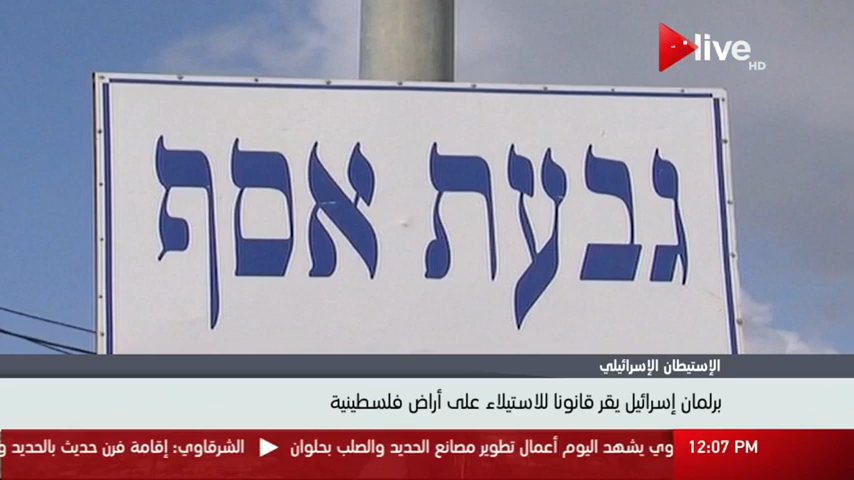 live
HD
גבעת אסף
الإستيطان الإسرائيلي
برلمان إسرائيل يقر قانونا للاستيلاء على أراض فلسطينية
12:07 PM
وي يشهد اليوم أعمال تطوير مصانع الحديد والصلب بحلوان ◀ الشرقاوي: إقامة فرن حديث بالحديد و